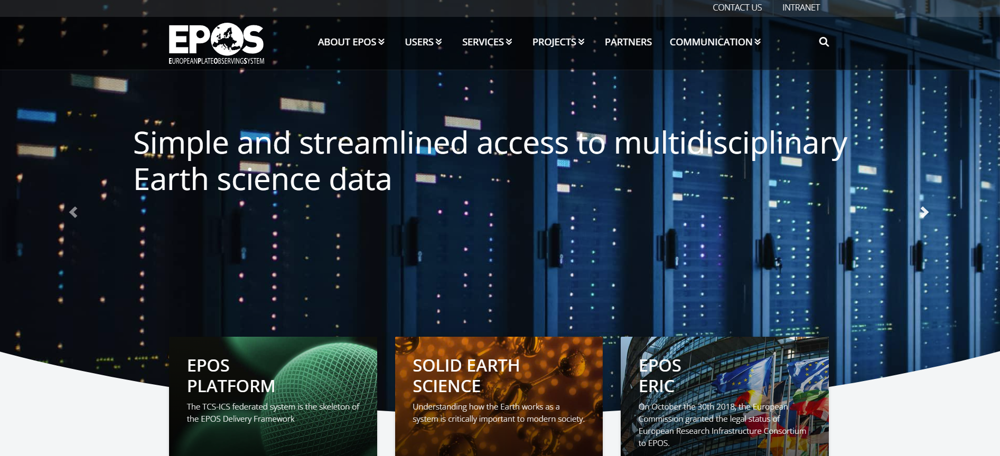 CONTACT US
INTRANET
EPOS
EUROPEANPLATEOBSERVINGSYSTEM
ABOUT EPOS
USERS
SERVICES
PROJECTS
PARTNERS
COMMUNICATION
Simple and streamlined access to multidisciplinary
Earth science data
EPOS
PLATFORM
The TCS-ICS federated system is the skeleton of
the EPOS Delivery Framework
SOLID EARTH
SCIENCE
Understanding how the Earth works as a
system is critically important to modern society.
EPOS
ERIC
On October the 30th 2018, the European
Commission granted the legal status of
European Research Infrastructure Consortium
to EPOS.